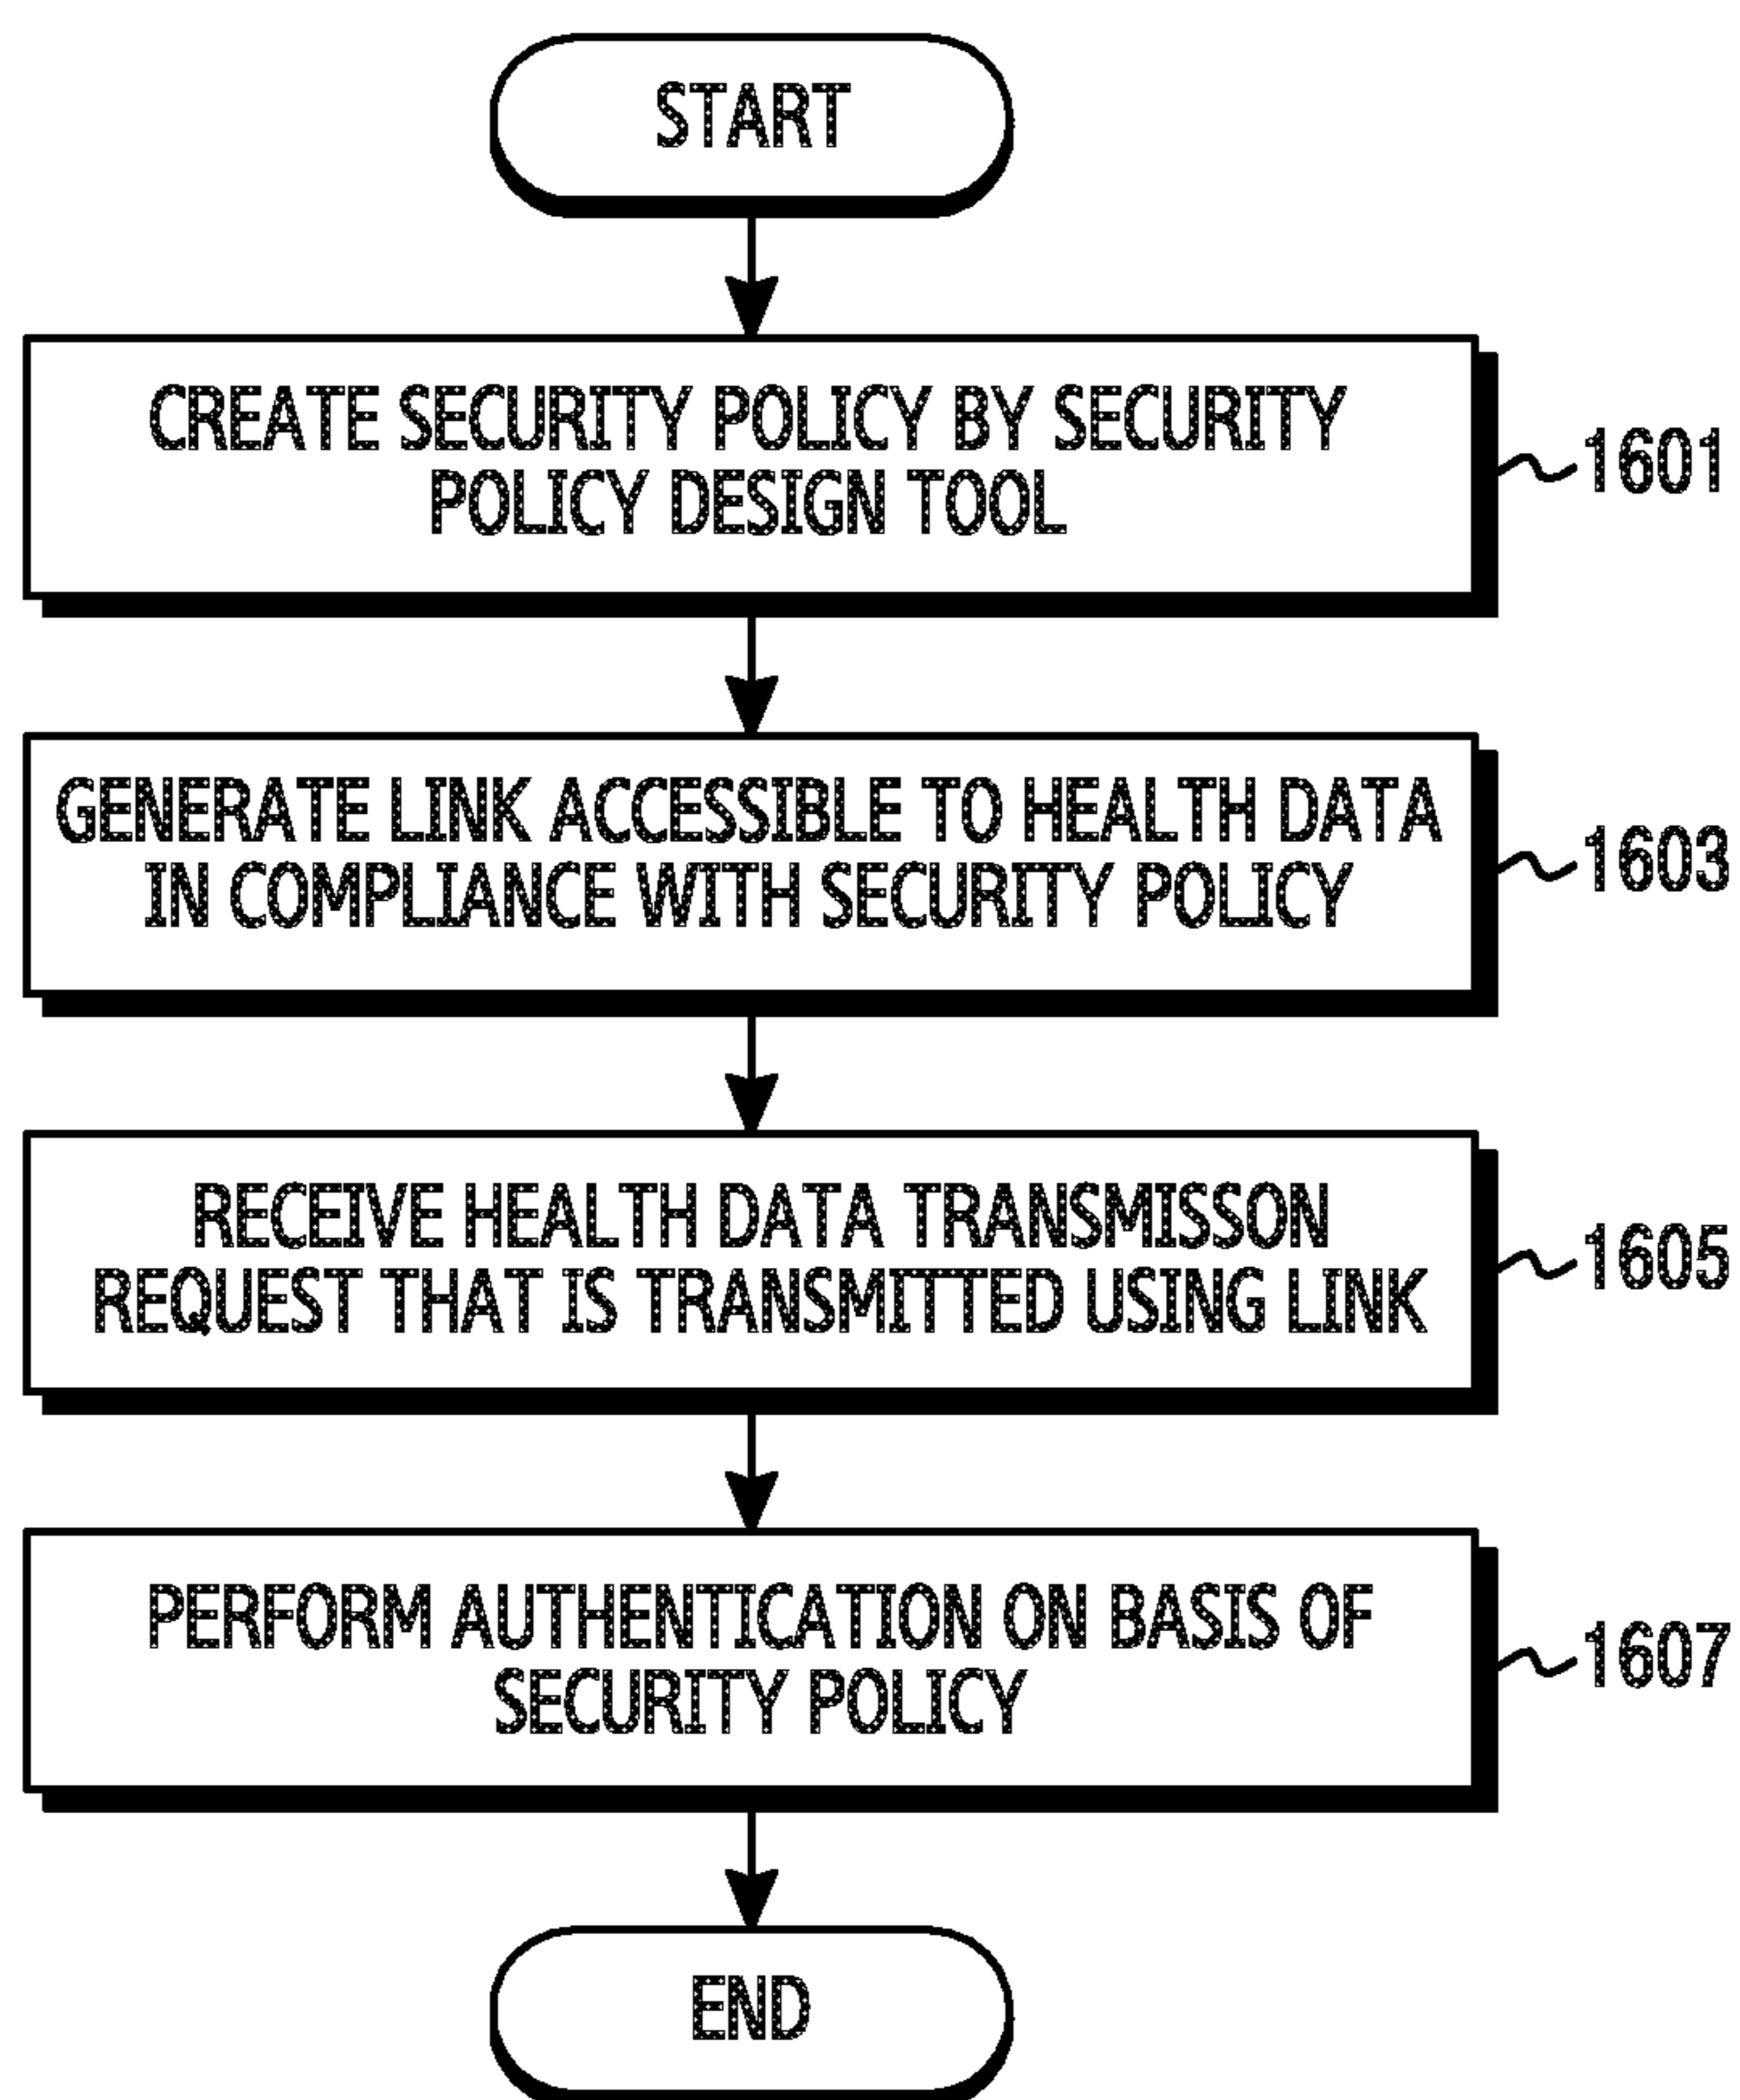 START
CREATE SECURITY POLICY BY SECURITY
POLICY DESIGN TOOL
1601
GENERATE LINK ACCESSIBLE TO HEALTH DATA
IN COMPLIANCE WITH SECURITY POLICY
1603
RECEIVE HEALTH DATA TRANSMISSON
REQUEST THAT IS TRANSMITTED USING LINK
1605
PERFORM AUTHENTICATION ON BASIS OF
SECURITY POLICY
1607
END